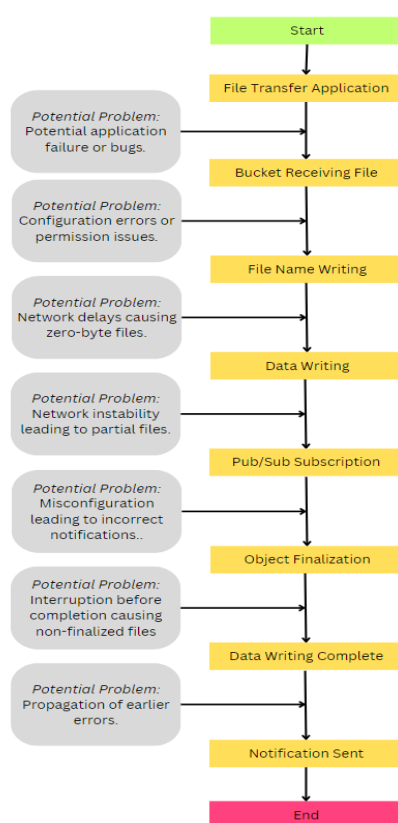 Start
File Transfer Application
Potential Problem:
Potential application
failure or bugs.
Bucket Receiving File
Potential Problem:
Configuration errors or
permission issues.
File Name Writing
Potential Problem:
Network delays causing
zero-byte files.
Data Writing
Potential Problem:
Network instability
leading to partial files.
Pub/Sub Subscription
Potential Problem:
Misconfiguration
leading to incorrect
notifications..
Object Finalization
Potential Problem:
Interruption before
completion causing
non-finalized files
Data Writing Complete
Potential Problem:
Propagation of earlier
errors.
Notification Sent
End